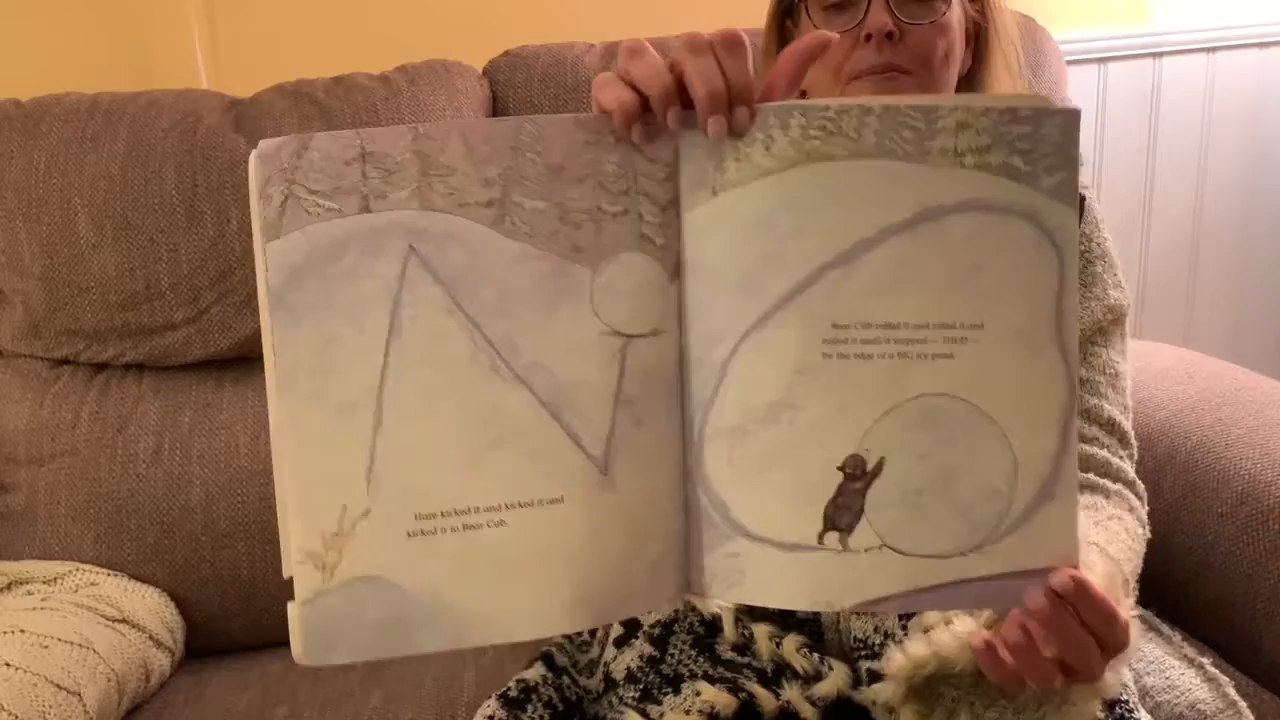 Hare kicked it and kicked it and
kicked it to Bear Cub.
Bear Cub rolled it and rolled it and
rolled it until it stopped — THUD —
by the edge of a BIG ice pond.